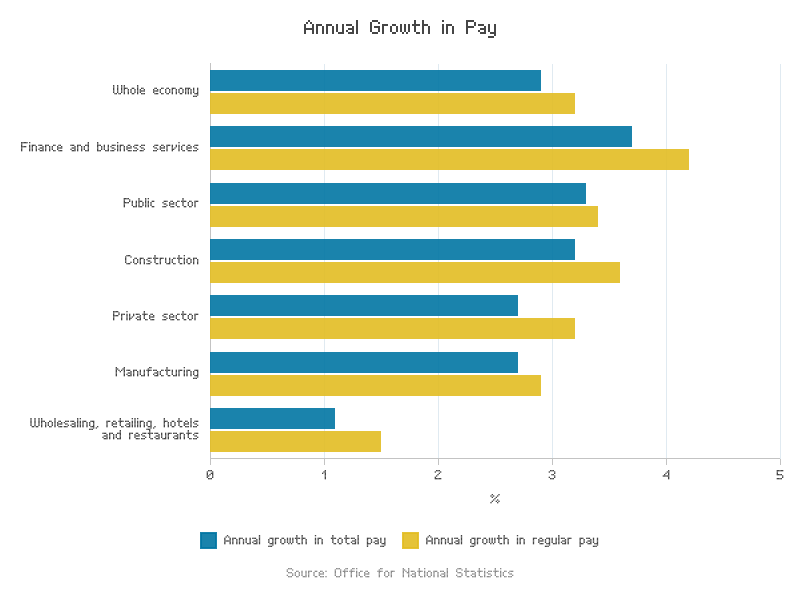 Annual Growth in Pay
Whole economy
Finance and business services
Public sector
Construction
Private sector
Manufacturing
Wholesaling, retailing, hotels
and restaurants
0 1 2 3 4 5
%
Annual growth in total pay Annual growth in regular pay
Source: Office for National Statistics